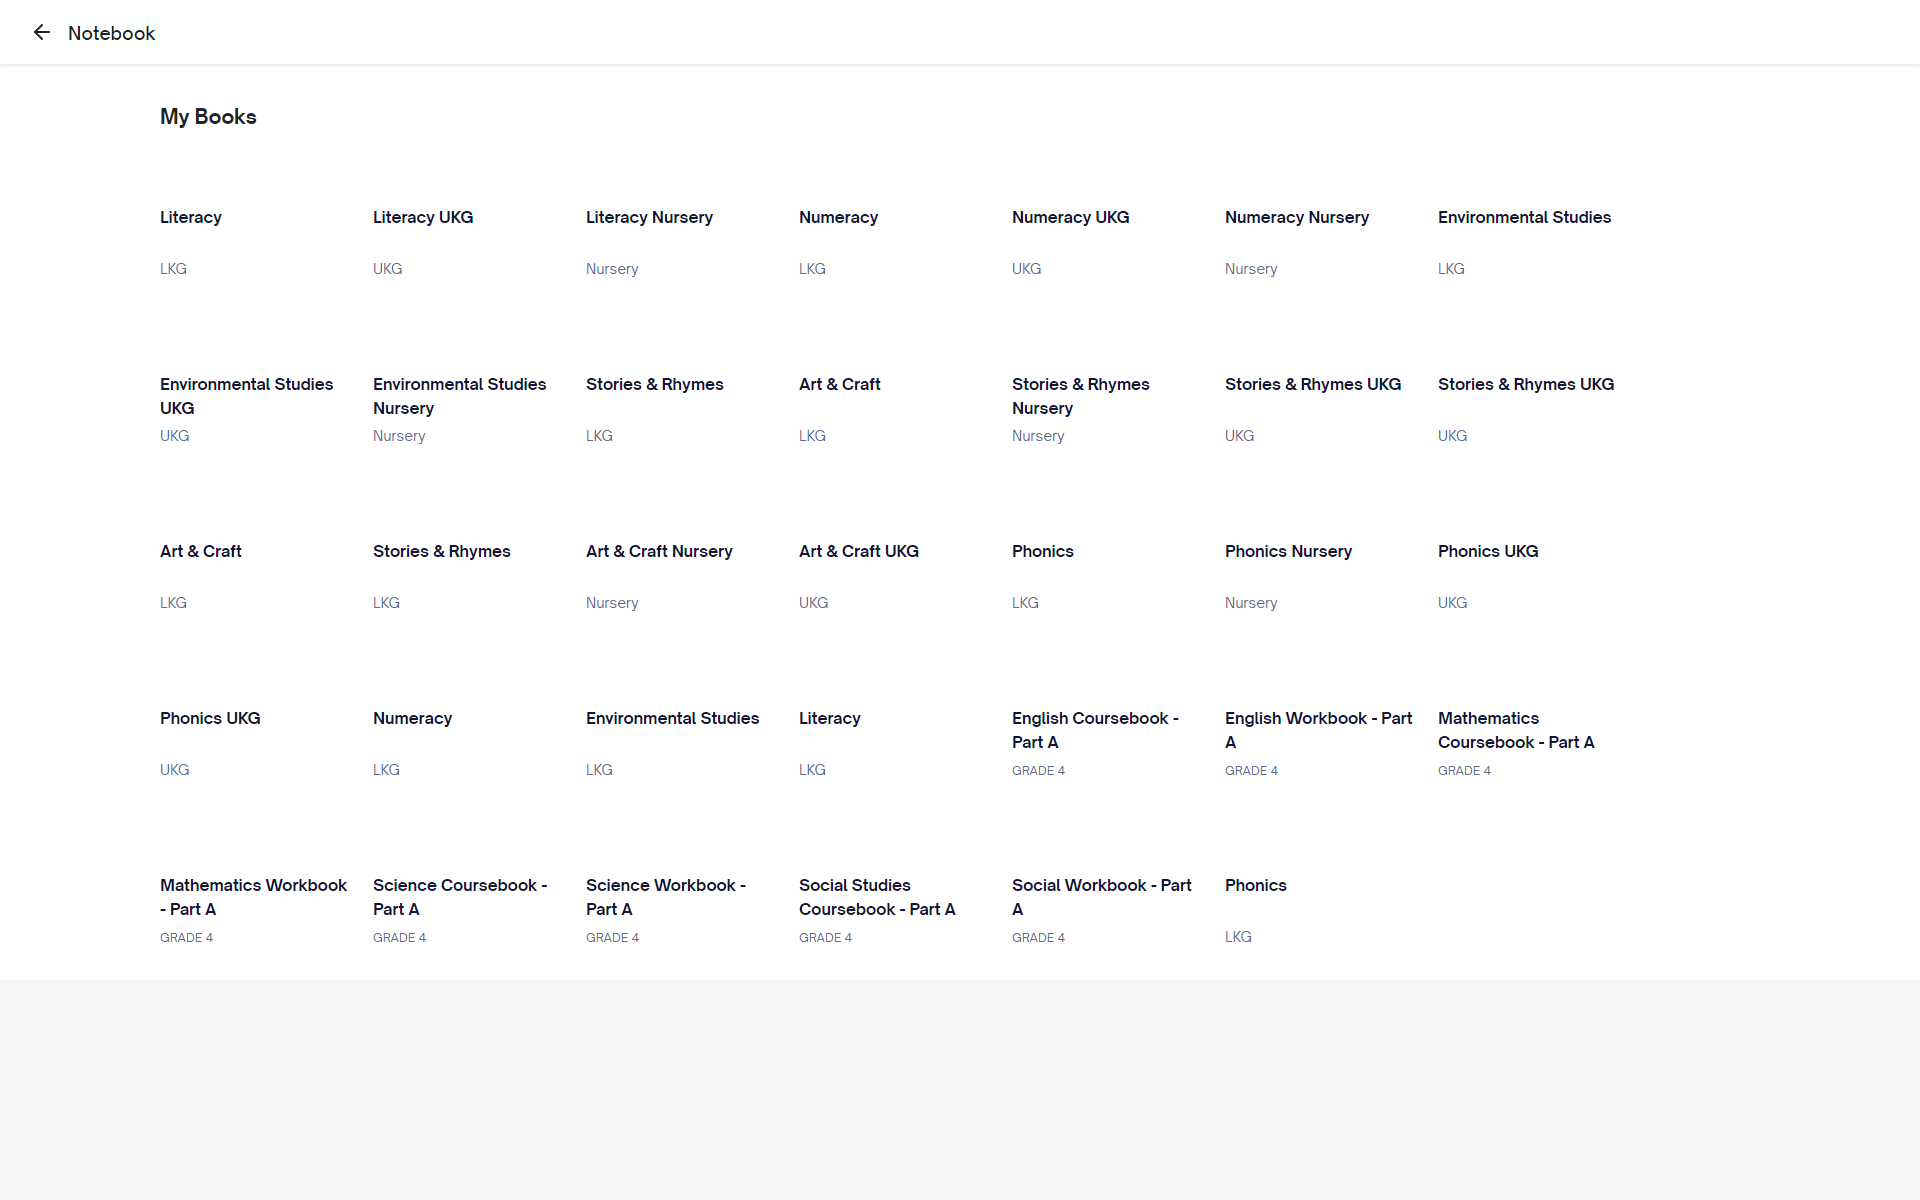 Notebook
My Books
Literacy
LKG
Literacy UKG
UKG
Literacy Nursery
Nursery
Numeracy
LKG
Numeracy UKG
UKG
Numeracy Nursery
Nursery
Environmental Studies
LKG
Environmental Studies
UKG
UKG
Environmental Studies
Nursery
Nursery
Stories & Rhymes
LKG
Art & Craft
LKG
Stories & Rhymes
Nursery
Nursery
Stories & Rhymes UKG
UKG
Stories & Rhymes UKG
UKG
Art & Craft
LKG
Stories & Rhymes
LKG
Art & Craft Nursery
Nursery
Art & Craft UKG
UKG
Phonics
LKG
Phonics Nursery
Nursery
Phonics UKG
UKG
Phonics UKG
UKG
Numeracy
LKG
Environmental Studies
LKG
Literacy
LKG
English Coursebook -
Part A
GRADE 4
English Workbook - Part
A
GRADE 4
Mathematics
Coursebook - Part A
GRADE 4
Mathematics Workbook
- Part A
GRADE 4
Science Coursebook -
Part A
GRADE 4
Science Workbook -
Part A
GRADE 4
Social Studies
Coursebook - Part A
GRADE 4
Social Workbook - Part
A
GRADE 4
Phonics
LKG